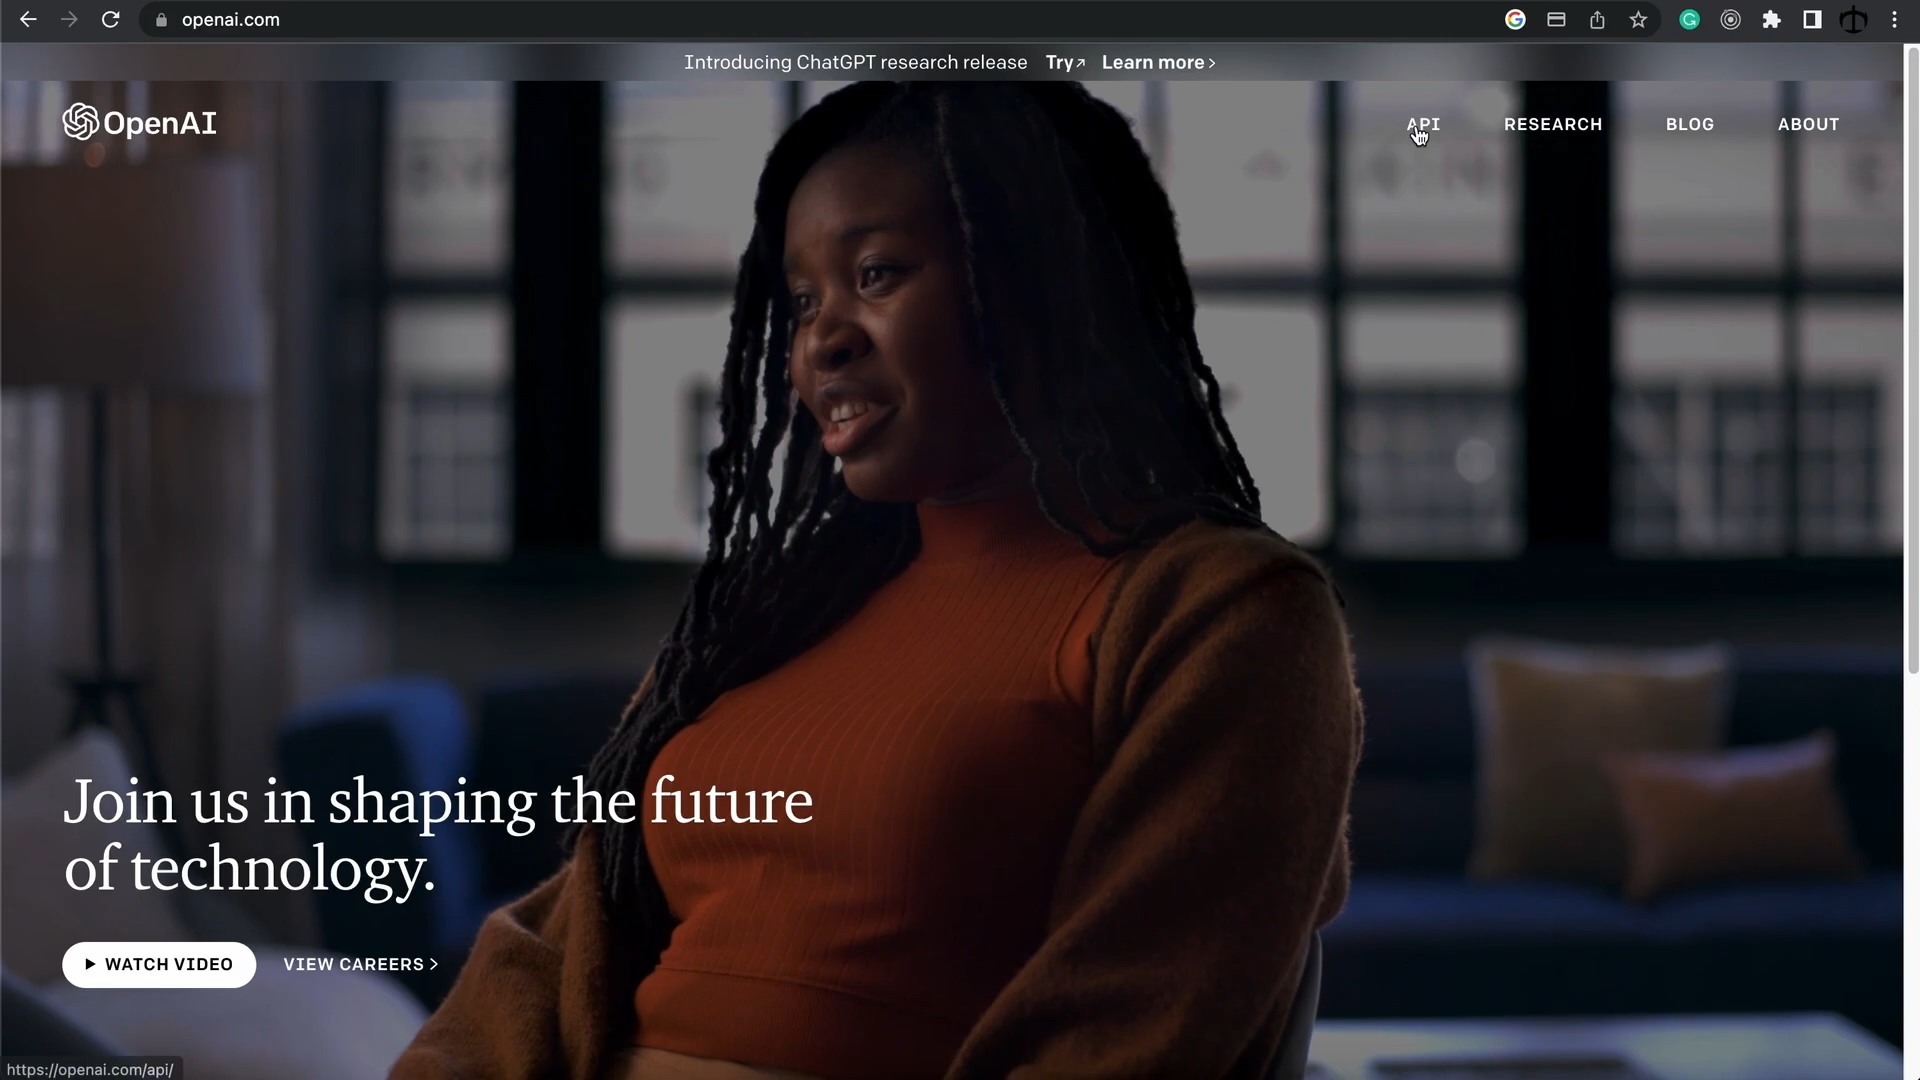 openai.com
Introducing ChatGPT research release Try↗ Learn more >
OpenAI
API RESEARCH BLOG ABOUT
Join us in shaping the future
of technology.
WATCH VIDEO VIEW CAREERS >
https://openai.com/api/